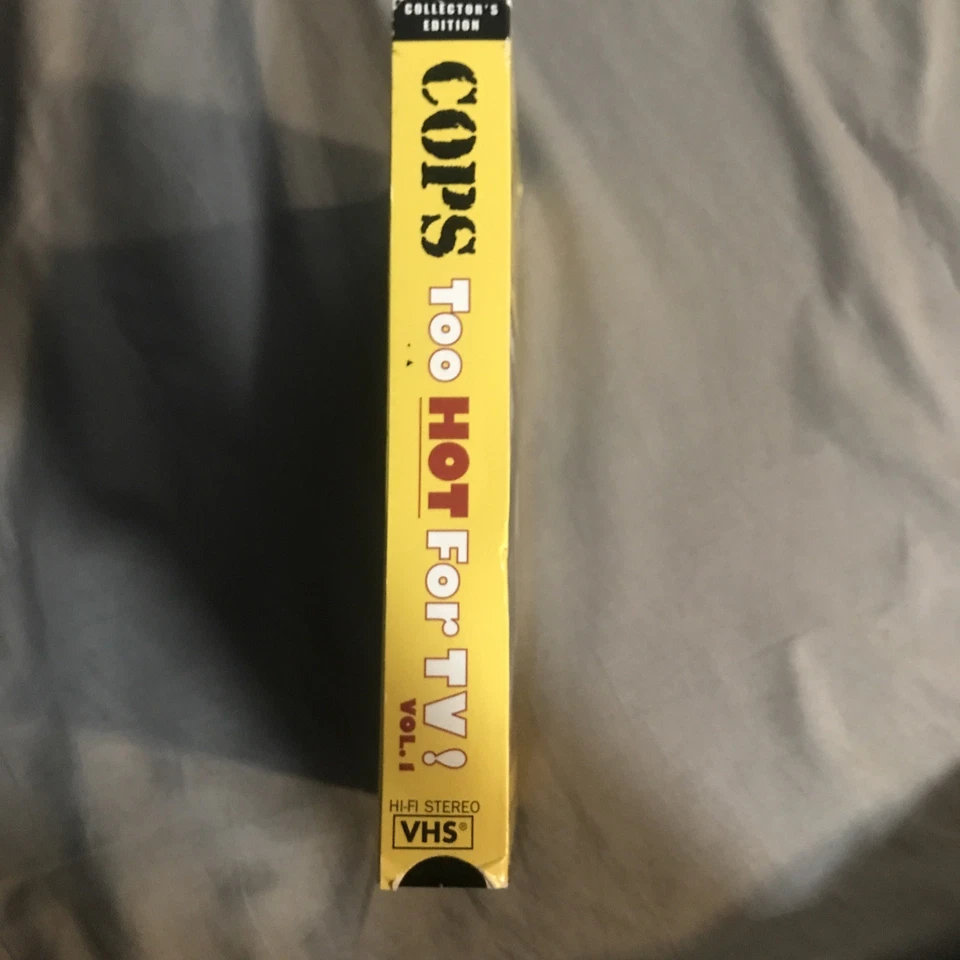 COLLECTOR'S
EDITION
COPS Too HOT For TV!
VOL. 1
HI-FI STEREO
VHS®